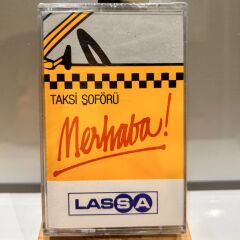 TAKSİ ŞOFÖRÜ
Merhaba!
LASSA